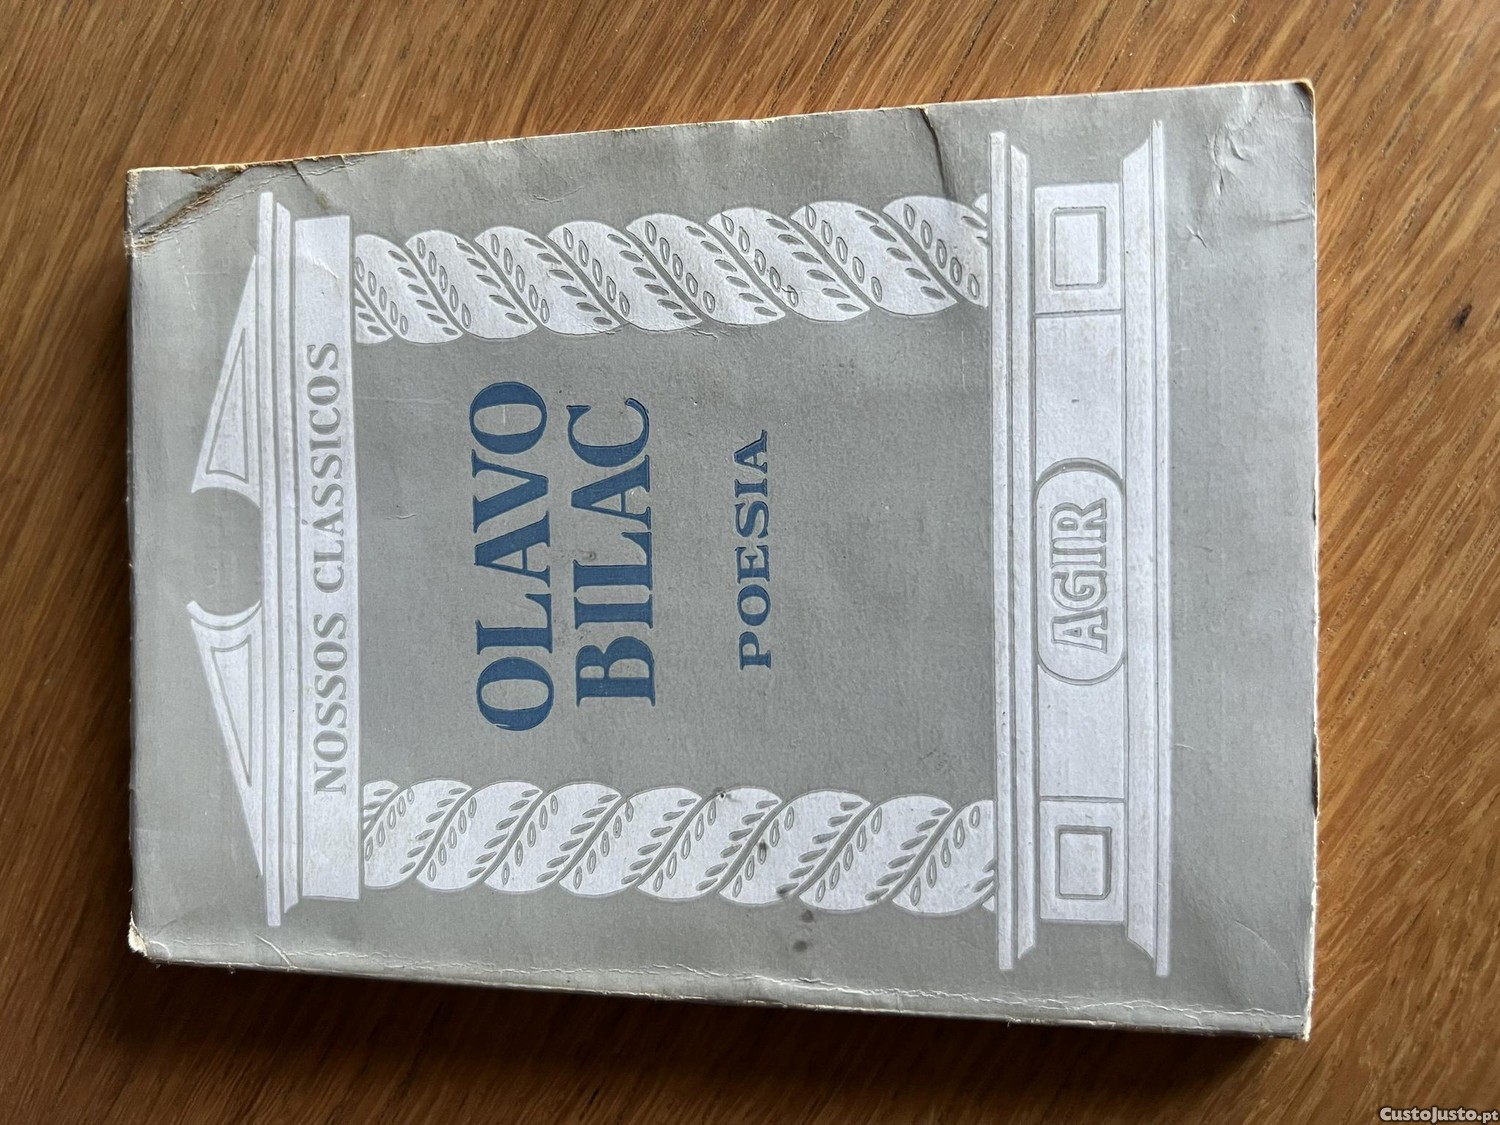 NOSSOS CLÁSSICOS
OLAVO
BILAC
POESIA
AGIR
CustoJusto.pt